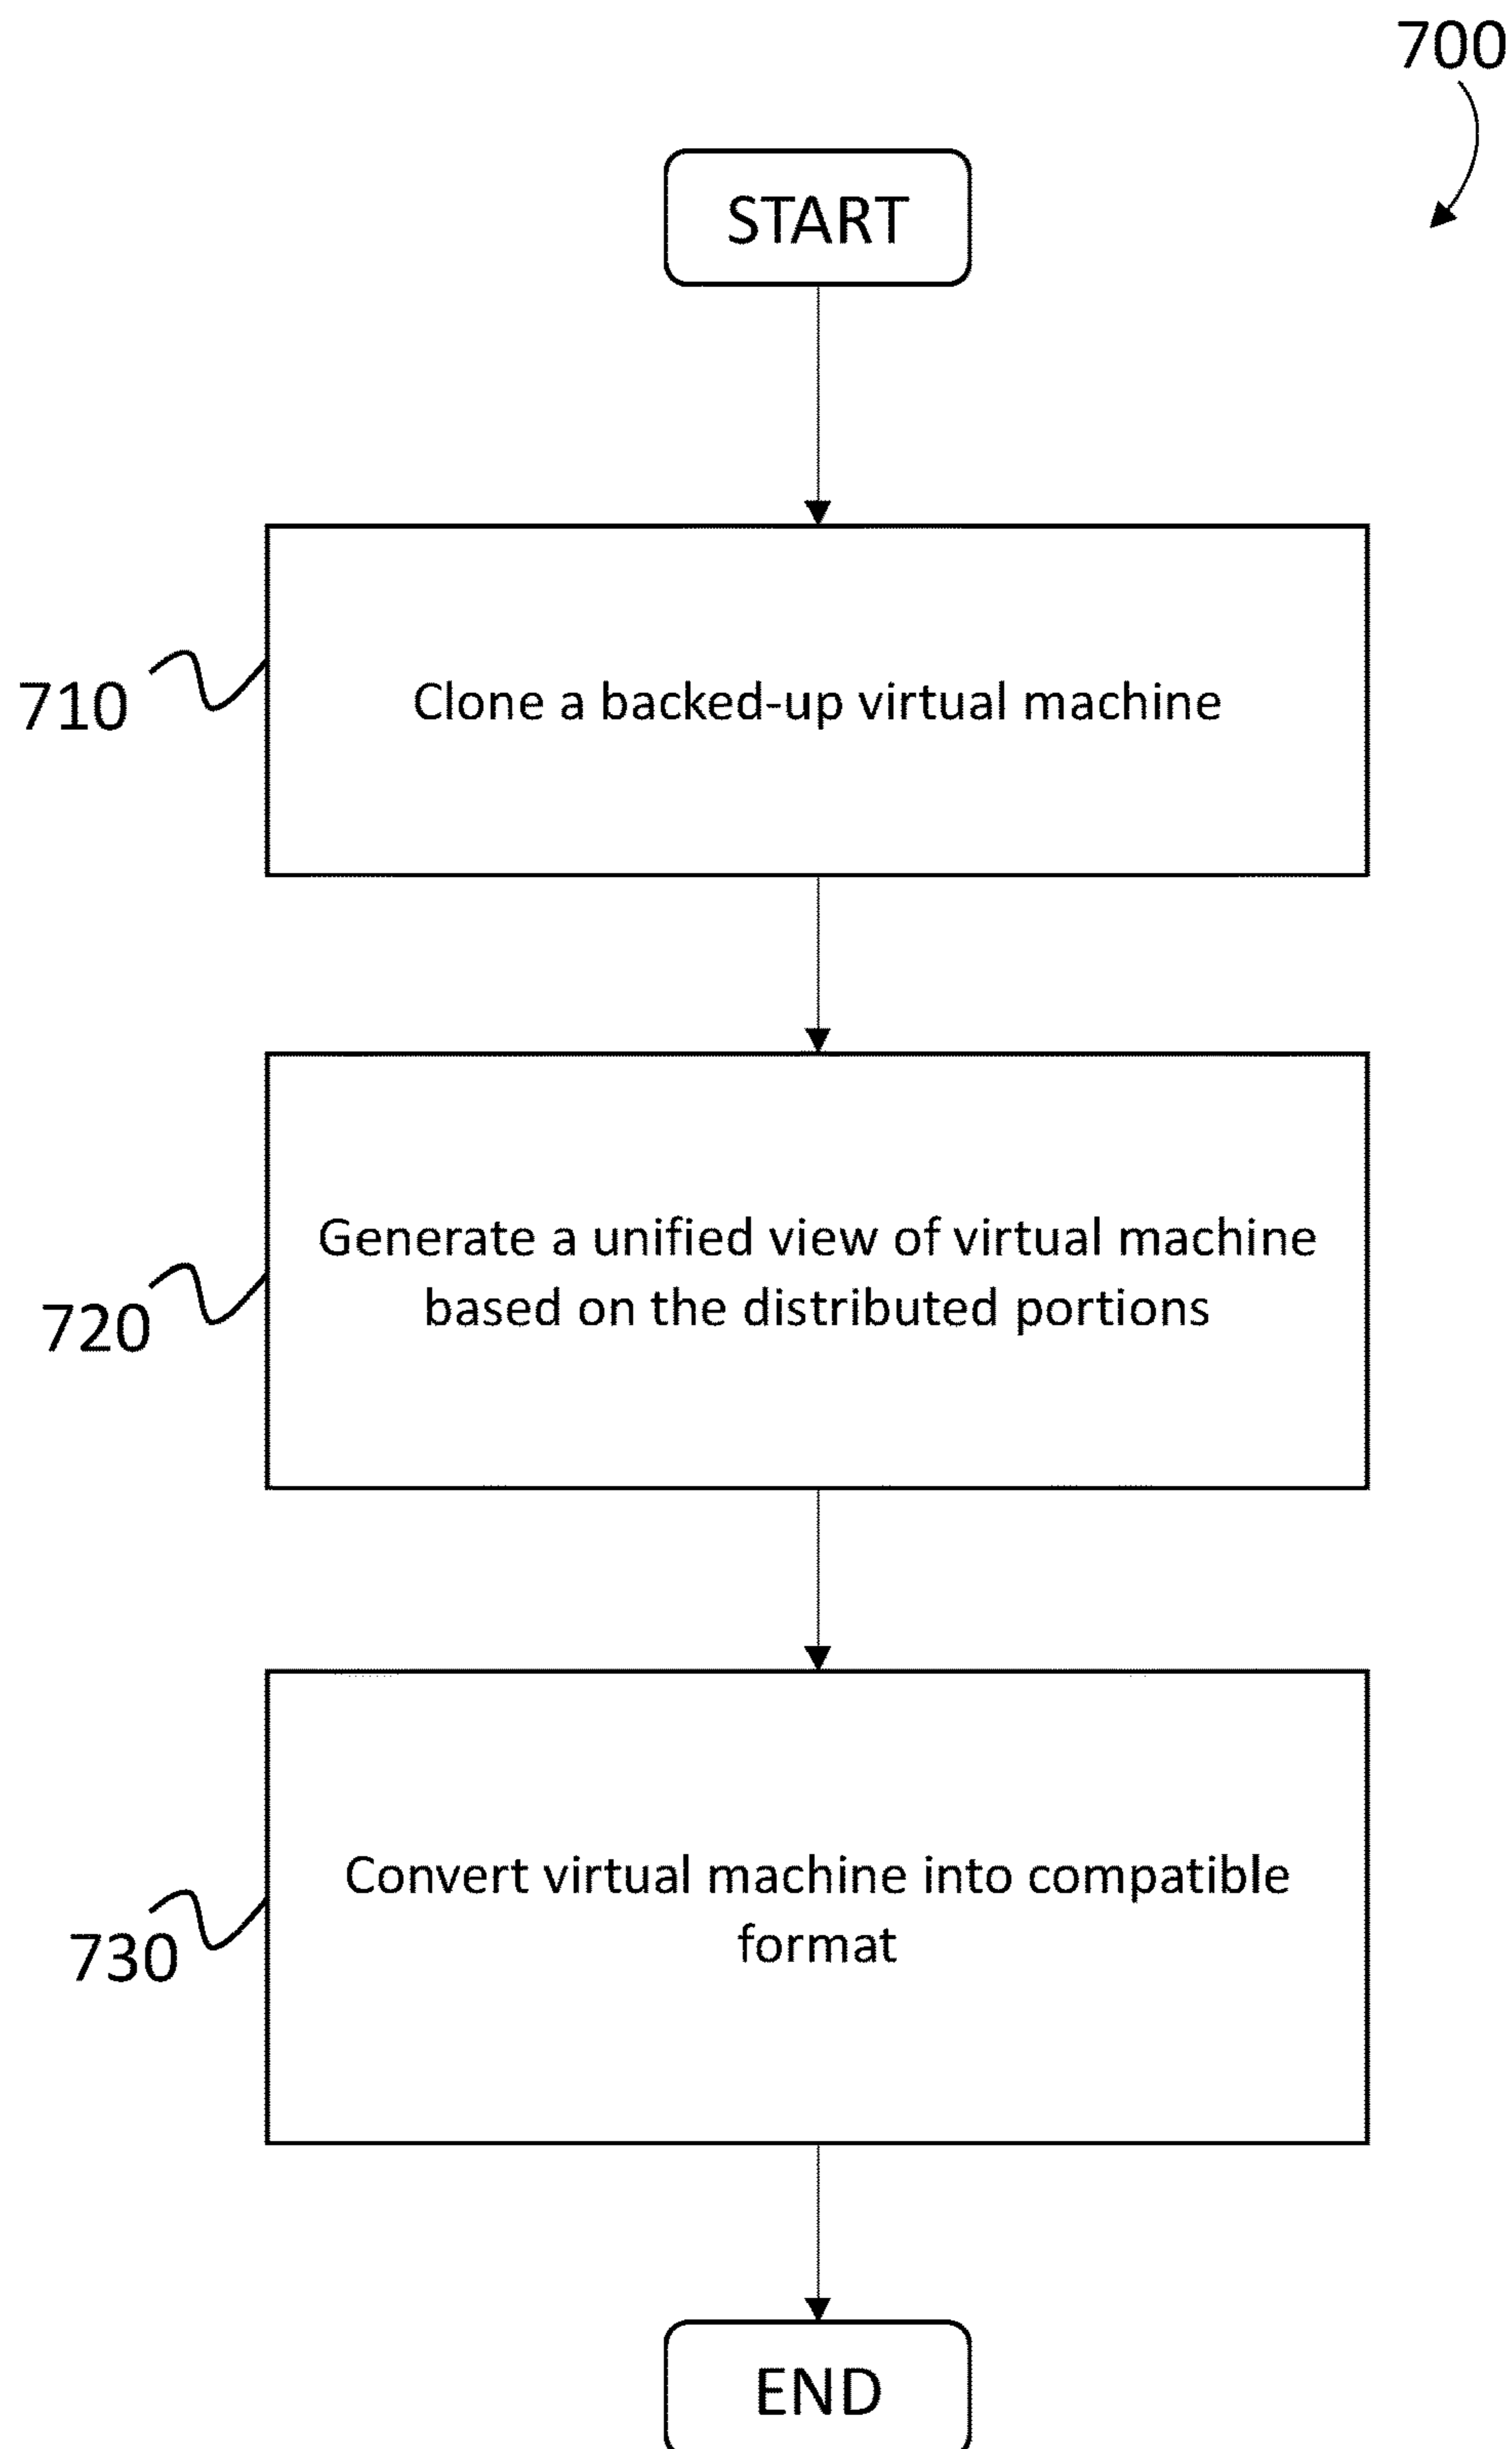 700
START
710
Clone a backed-up virtual machine
720
Generate a unified view of virtual machine
based on the distributed portions
730
Convert virtual machine into compatible
format
END